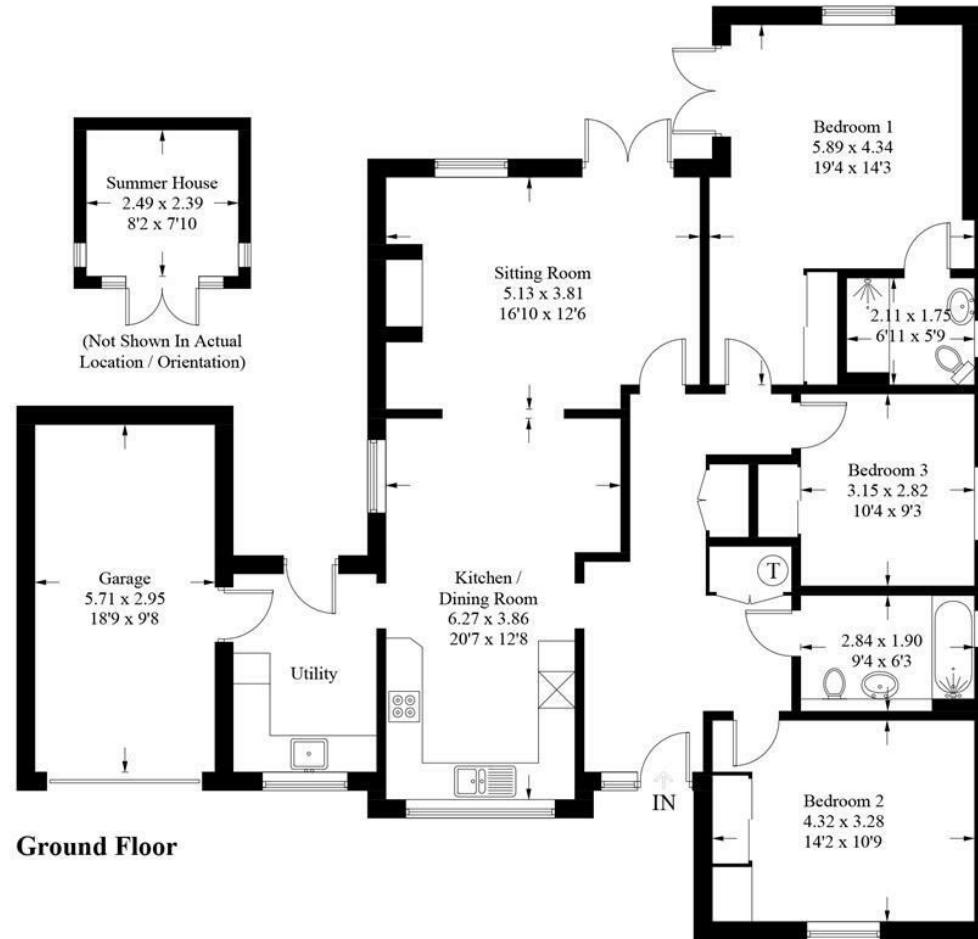 Bedroom 1
5.89 x 4.34
19'4 x 14'3
Summer House
2.49 x 2.39
8'2 x 7'10
(Not Shown In Actual
Location / Orientation)
Sitting Room
5.13 x 3.81
16'10 x 12'6
2.11 x 1.75
6'11 x 5'9
Bedroom 3
3.15 x 2.82
10'4 x 9'3
Garage
5.71 x 2.95
18'9 x 9'8
Kitchen /
Dining Room
6.27 x 3.86
20'7 x 12'8
T
Utility
2.84 x 1.90
9'4 x 6'3
IN
Bedroom 2
4.32 x 3.28
14'2 x 10'9
Ground Floor